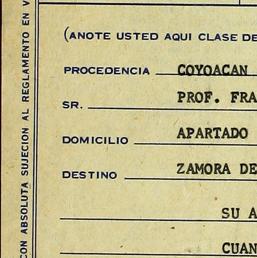 (ANOTE USTED AQUI CLASE DE
PROCEDENCIA COYOACAN
SR. PROF. FRA
DOMICILIO APARTADO
DESTINO ZAMORA DE
SU A
CUAN
CON ABSOLUTA SUJECION AL REGLAMENTO EN V